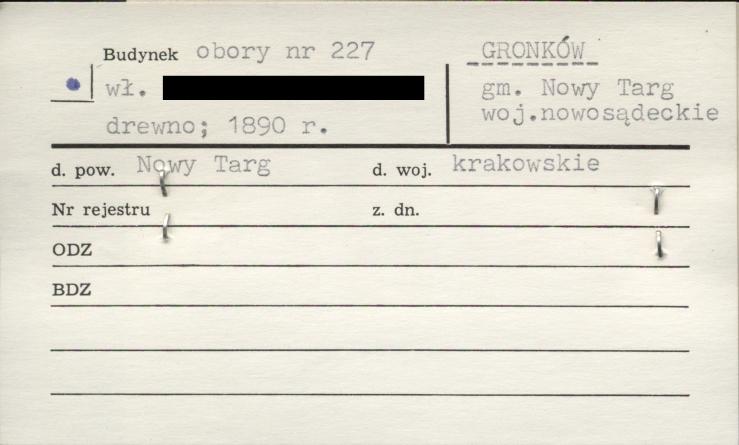 Budynek obory nr 227
wł.
drewno; 1890 r.
GRONKÓW
gm. Nowy Targ
woj.nowosądeckie
d. pow. Nowy Targ d. woj. krakowskie
Nr rejestru z. dn.
ODZ
BDZ